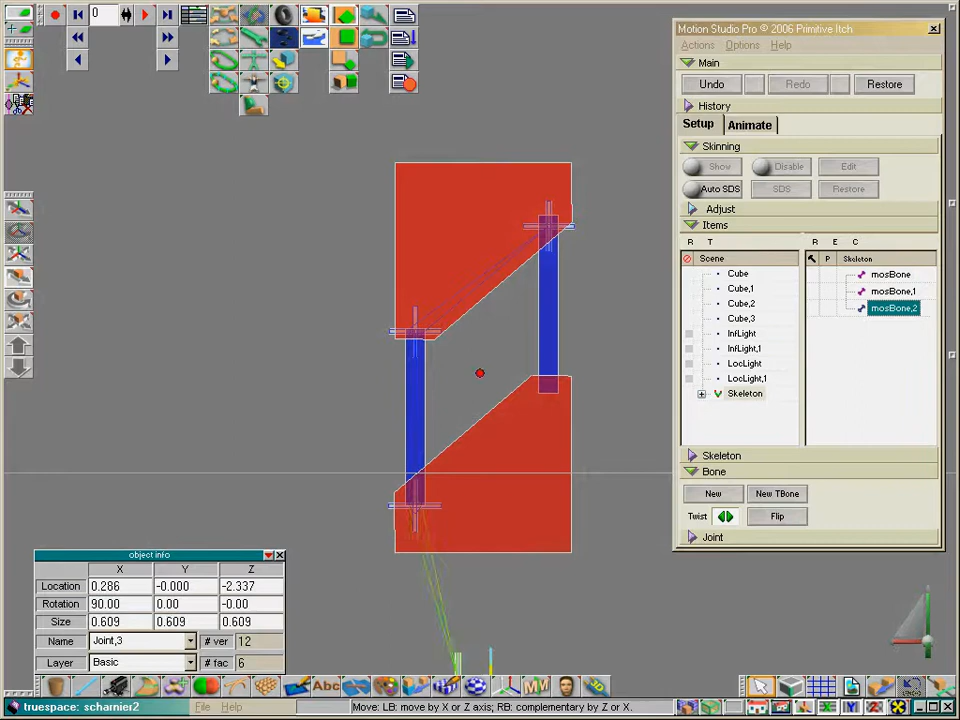 0
Motion Studio Pro © 2006 Primitive Itch
Actions Options Help
Main
Undo Redo Restore
History
Setup Animate
Skinning
Show Disable Edit
Auto SDS SDS Restore
Adjust
Items
R T R E C
Scene P Skeleton
Cube mosBone
Cube,1 mosBone,1
Cube,2 mosBone,2
Cube,3
InfLight
InfLight,1
LocLight
LocLight,1
Skeleton
Skeleton
Bone
New New TBone
Twist Flip
Joint
object info
X Y Z
Location 0.286 -0.000 -2.337
Rotation 90.00 0.00 -0.00
Size 0.609 0.609 0.609
Name Joint,3 # ver 12
Layer Basic # fac 6
Abc
truespace: scharnier2 File Help Move: LB: move by X or Z axis; RB: complementary by Z or X.